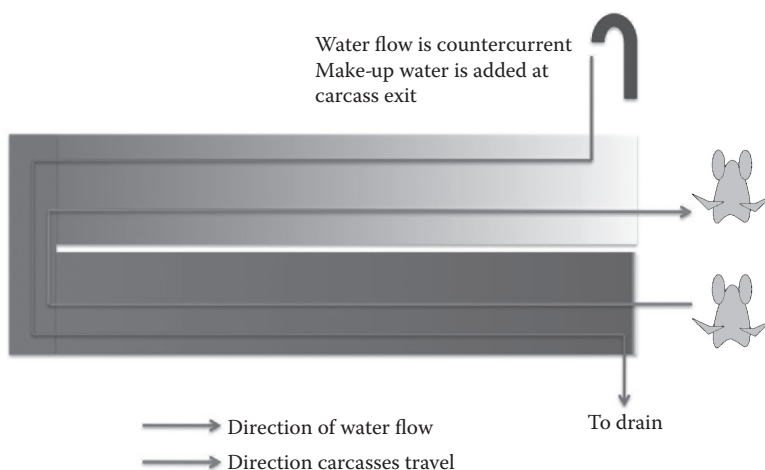 Water flow is countercurrent
Make-up water is added at
carcass exit
To drain
Direction of water flow
Direction carcasses travel